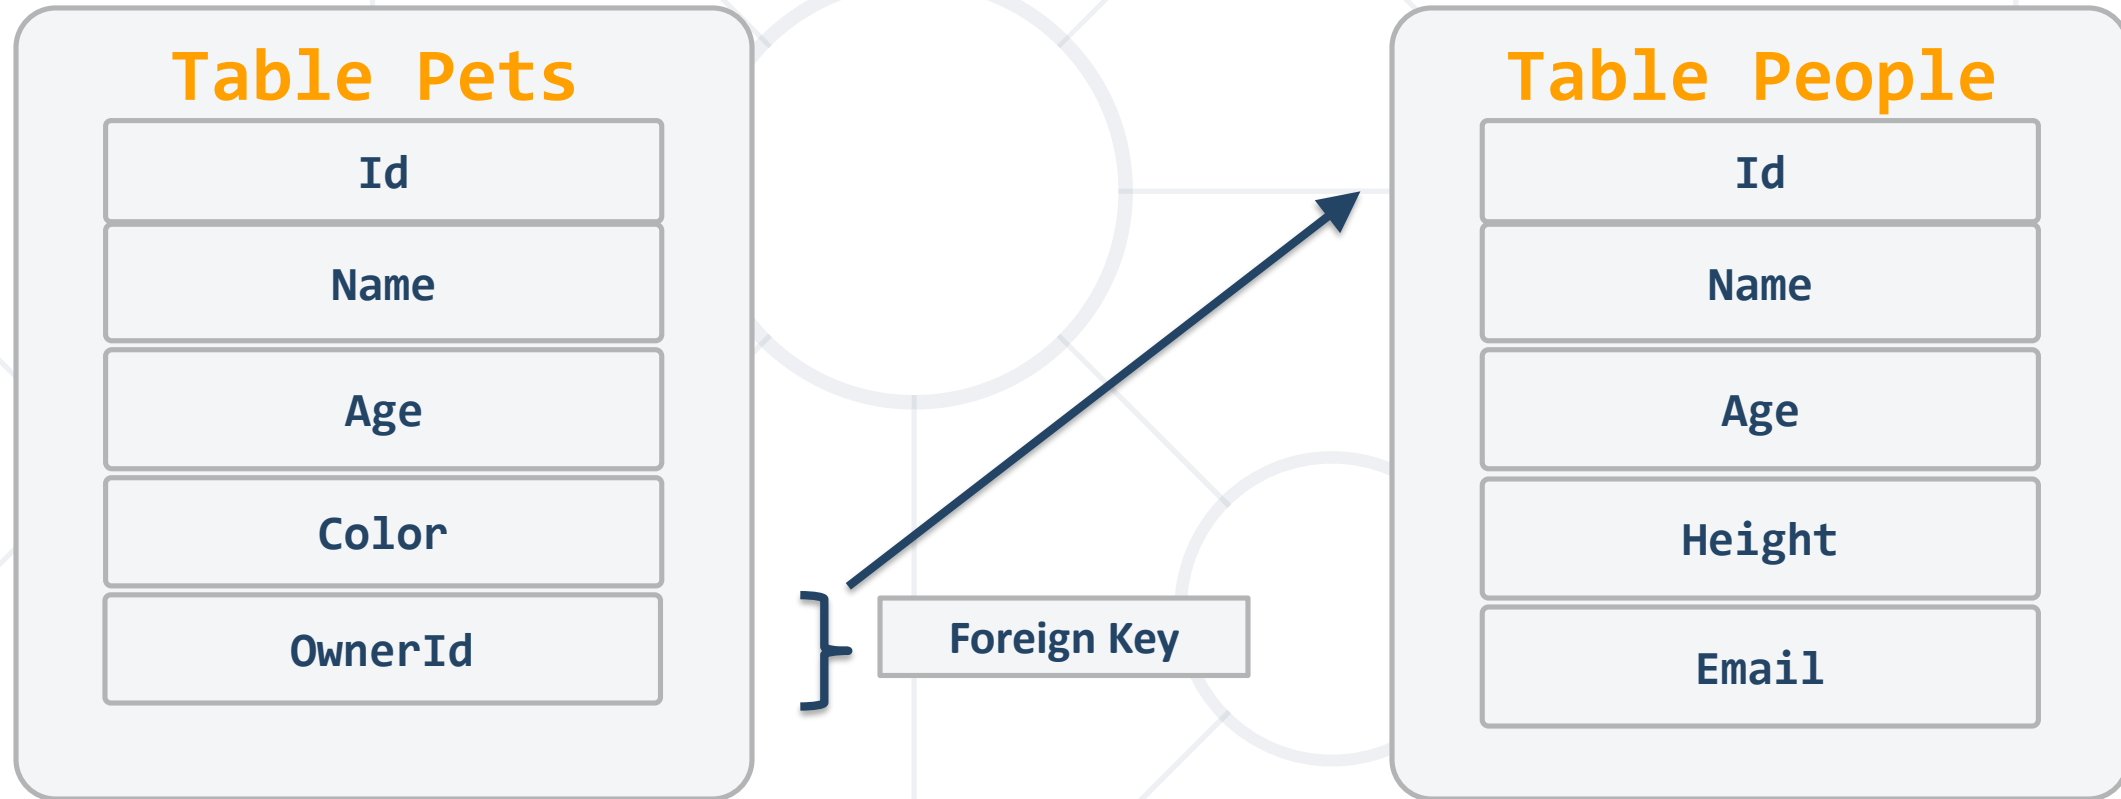 Table Pets
Id
Name
Age
Color
OwnerId
Foreign Key
Table People
Id
Name
Age
Height
Email